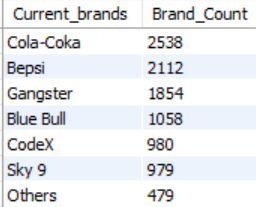 Current_brands Brand_Count
Cola-Coka 2538
Bepsi 2112
Gangster 1854
Blue Bull 1058
CodeX 980
Sky 9 979
Others 479